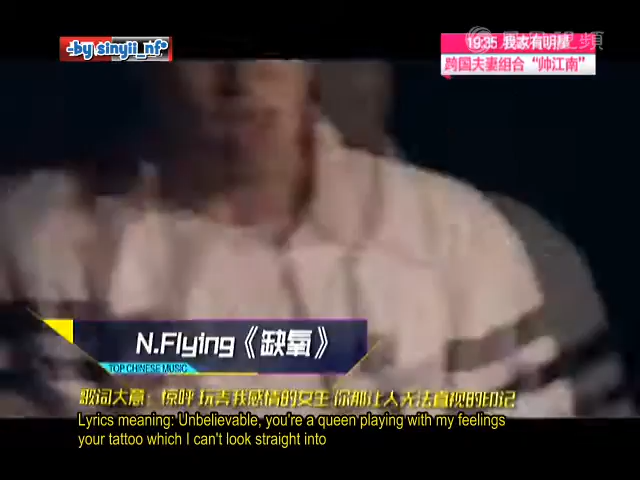 -by sinyii_nf-
19:35 我家有明星
視頻
跨国夫妻组合 “帅江南”
N.Flying《缺氧》
TOP CHINESE MUSIC
歌词大意：惊呼 玩弄我感情的女王 你那让人无法直视的印记
Lyrics meaning: Unbelievable, you're a queen playing with my feelings
your tattoo which I can't look straight into